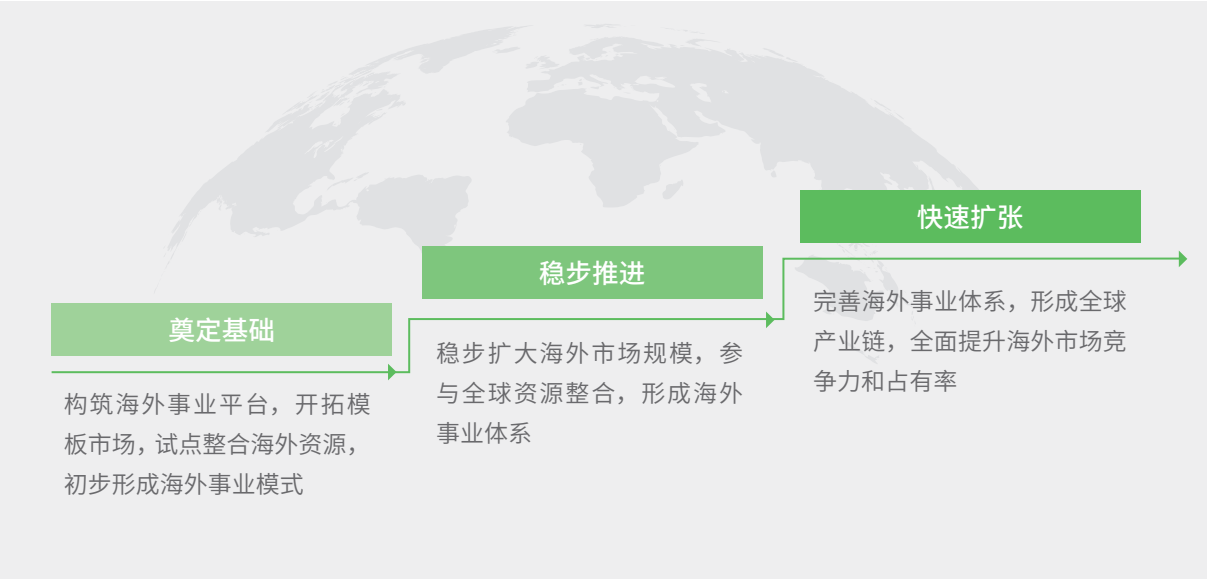 奠定基础
构筑海外事业平台，开拓模
板市场，试点整合海外资源，
初步形成海外事业模式
稳步推进
稳步扩大海外市场规模，参
与全球资源整合，形成海外
事业体系
快速扩张
完善海外事业体系，形成全球
产业链，全面提升海外市场竞
争力和占有率